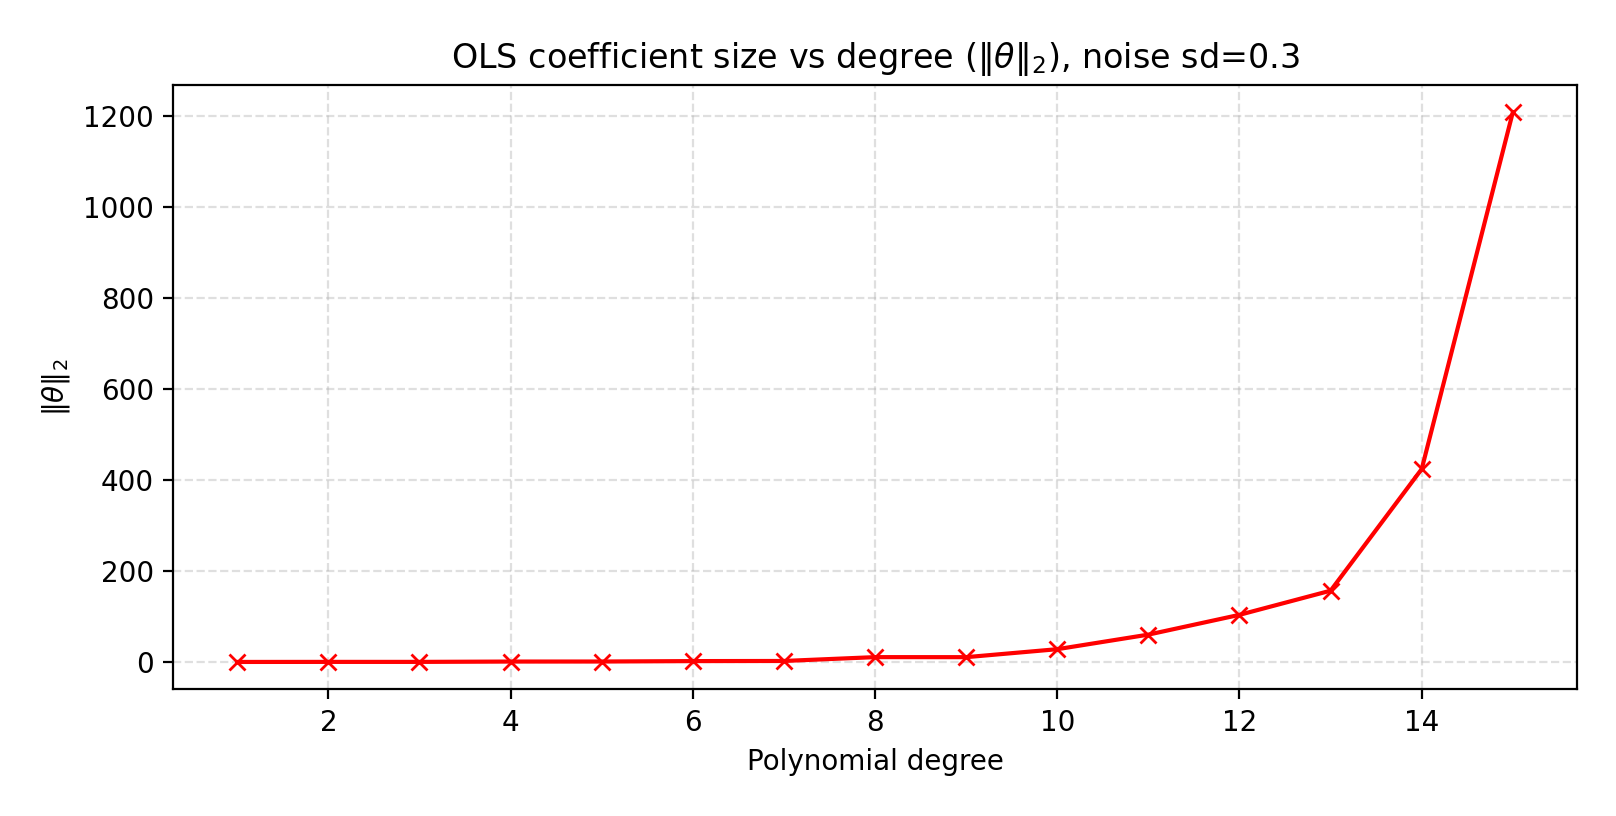 OLS coefficient size vs degree (‖θ‖₂), noise sd=0.3
1200
1000
800
600
400
200
0
‖θ‖₂
2 4 6 8 10 12 14
Polynomial degree